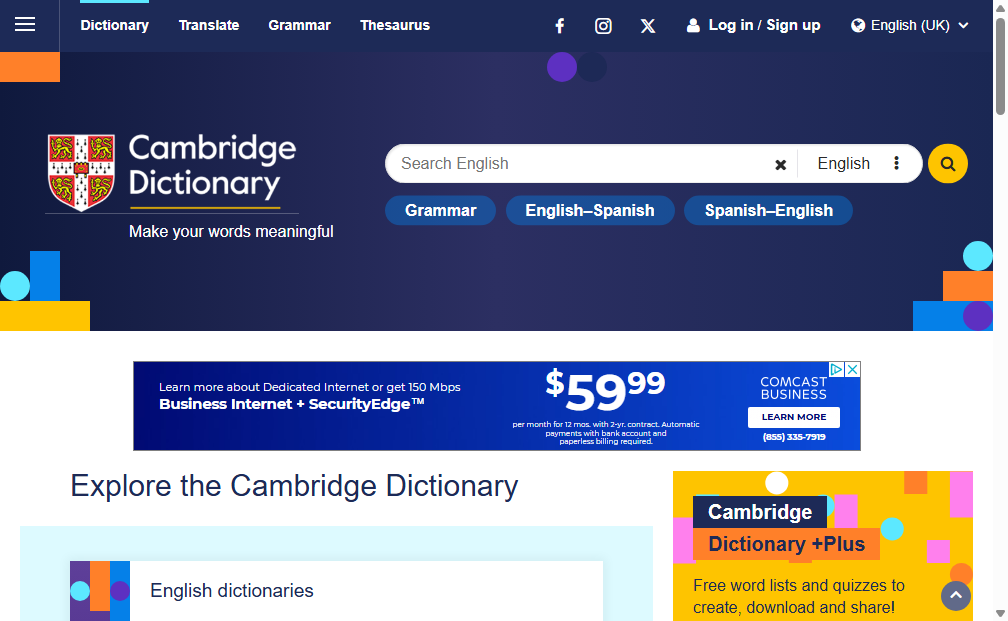 Dictionary
Translate
Grammar
Thesaurus
Log in / Sign up
English (UK)
Cambridge
Dictionary
Make your words meaningful
Search English
English
Grammar
English–Spanish
Spanish–English
Learn more about Dedicated Internet or get 150 Mbps
Business Internet + SecurityEdge™
$59⁹⁹
per month for 12 mos. with 2-yr. contract. Automatic
payments with bank account and
paperless billing required.
COMCAST
BUSINESS
LEARN MORE
(855) 335-7919
Explore the Cambridge Dictionary
English dictionaries
Cambridge
Dictionary +Plus
Free word lists and quizzes to
create, download and share!